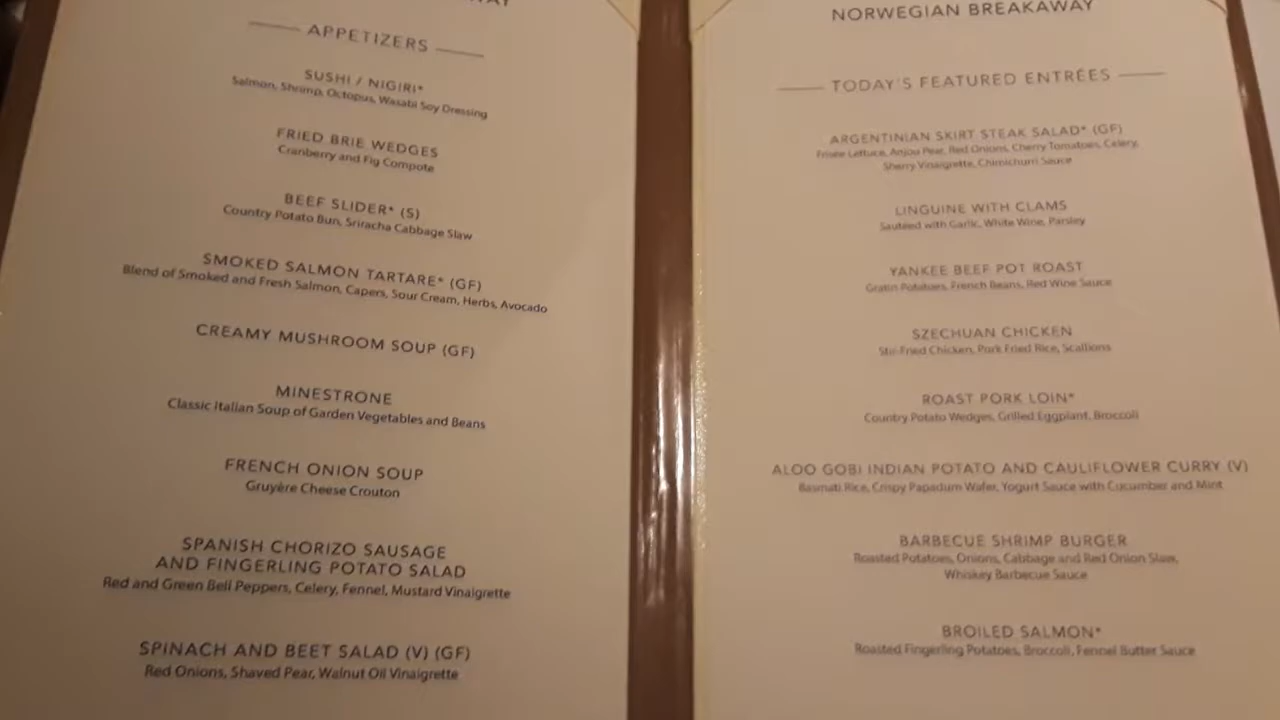 APPETIZERS
SUSHI / NIGIRI*
Salmon, Shrimp, Octopus, Wasabi Soy Dressing
FRIED BRIE WEDGES
Cranberry and Fig Compote
BEEF SLIDER* (S)
Country Potato Bun, Sriracha Cabbage Slaw
SMOKED SALMON TARTARE* (GF)
Blend of Smoked and Fresh Salmon, Capers, Sour Cream, Herbs, Avocado
CREAMY MUSHROOM SOUP (GF)
MINESTRONE
Classic Italian Soup of Garden Vegetables and Beans
FRENCH ONION SOUP
Gruyère Cheese Crouton
SPANISH CHORIZO SAUSAGE
AND FINGERLING POTATO SALAD
Red and Green Bell Peppers, Celery, Fennel, Mustard Vinaigrette
SPINACH AND BEET SALAD (V) (GF)
Red Onions, Shaved Pear, Walnut Oil Vinaigrette
NORWEGIAN BREAKAWAY
TODAY'S FEATURED ENTRÉES
ARGENTINIAN SKIRT STEAK SALAD* (GF)
Frisée Lettuce, Anjou Pear, Red Onions, Cherry Tomatoes, Celery,
Sherry Vinaigrette, Chimichurri Sauce
LINGUINE WITH CLAMS
Sautéed with Garlic, White Wine, Parsley
YANKEE BEEF POT ROAST
Gratin Potatoes, French Beans, Red Wine Sauce
SZECHUAN CHICKEN
Stir-Fried Chicken, Pork Fried Rice, Scallions
ROAST PORK LOIN*
Country Potato Wedges, Grilled Eggplant, Broccoli
ALOO GOBI INDIAN POTATO AND CAULIFLOWER CURRY (V)
Basmati Rice, Crispy Papadum Wafer, Yogurt Sauce with Cucumber and Mint
BARBECUE SHRIMP BURGER
Roasted Potatoes, Onions, Cabbage and Red Onion Slaw,
Whiskey Barbecue Sauce
BROILED SALMON*
Roasted Fingerling Potatoes, Broccoli, Fennel Butter Sauce